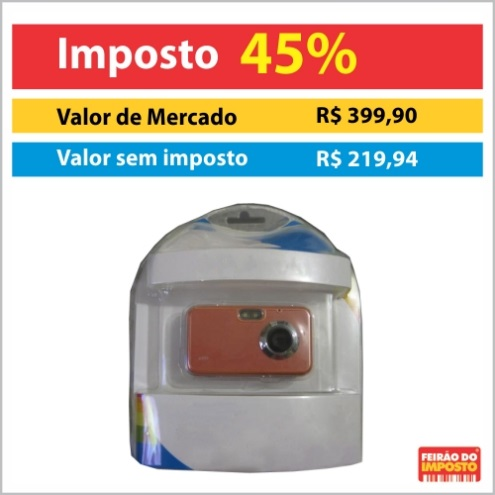 Imposto 45%
Valor de Mercado R$ 399,90
Valor sem imposto R$ 219,94
FEIRÃO DO
IMPOSTO